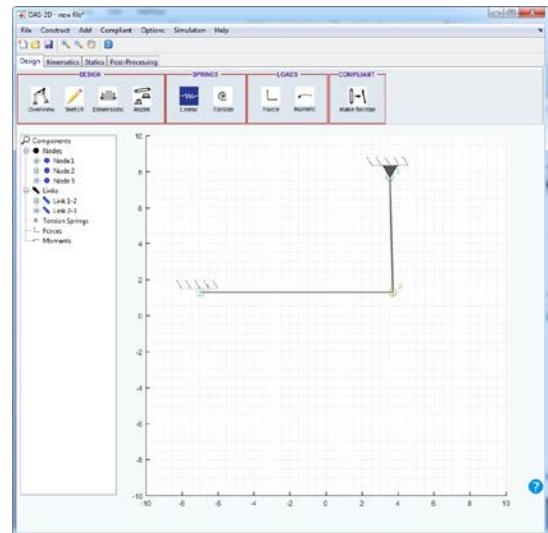 DAS-2D - new file*
File Construct Add Compliant Options Simulation Help
Design Kinematics Statics Post-Processing
DESIGN SPRINGS LOADS COMPLIANT
Overview Sketch Dimensions Model Linear Torsion Force Moment Make flexible
Components
Nodes
Node 1
Node 2
Node 3
Links
Link 1-2
Link 2-3
Torsion Springs
Forces
Moments
10
8
6
4
2
0
-2
-4
-6
-8
-10
-10 -8 -6 -4 -2 0 2 4 6 8 10
2
?